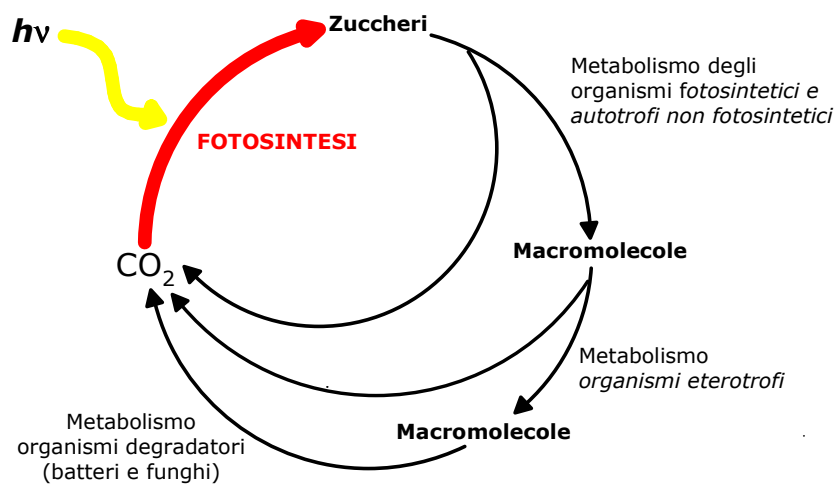 hν
Zuccheri
Metabolismo degli
organismi fotosintetici e
autotrofi non fotosintetici
FOTOSINTESI
Macromolecole
CO₂
Metabolismo
organismi eterotrofi
Macromolecole
Metabolismo
organismi degradatori
(batteri e funghi)